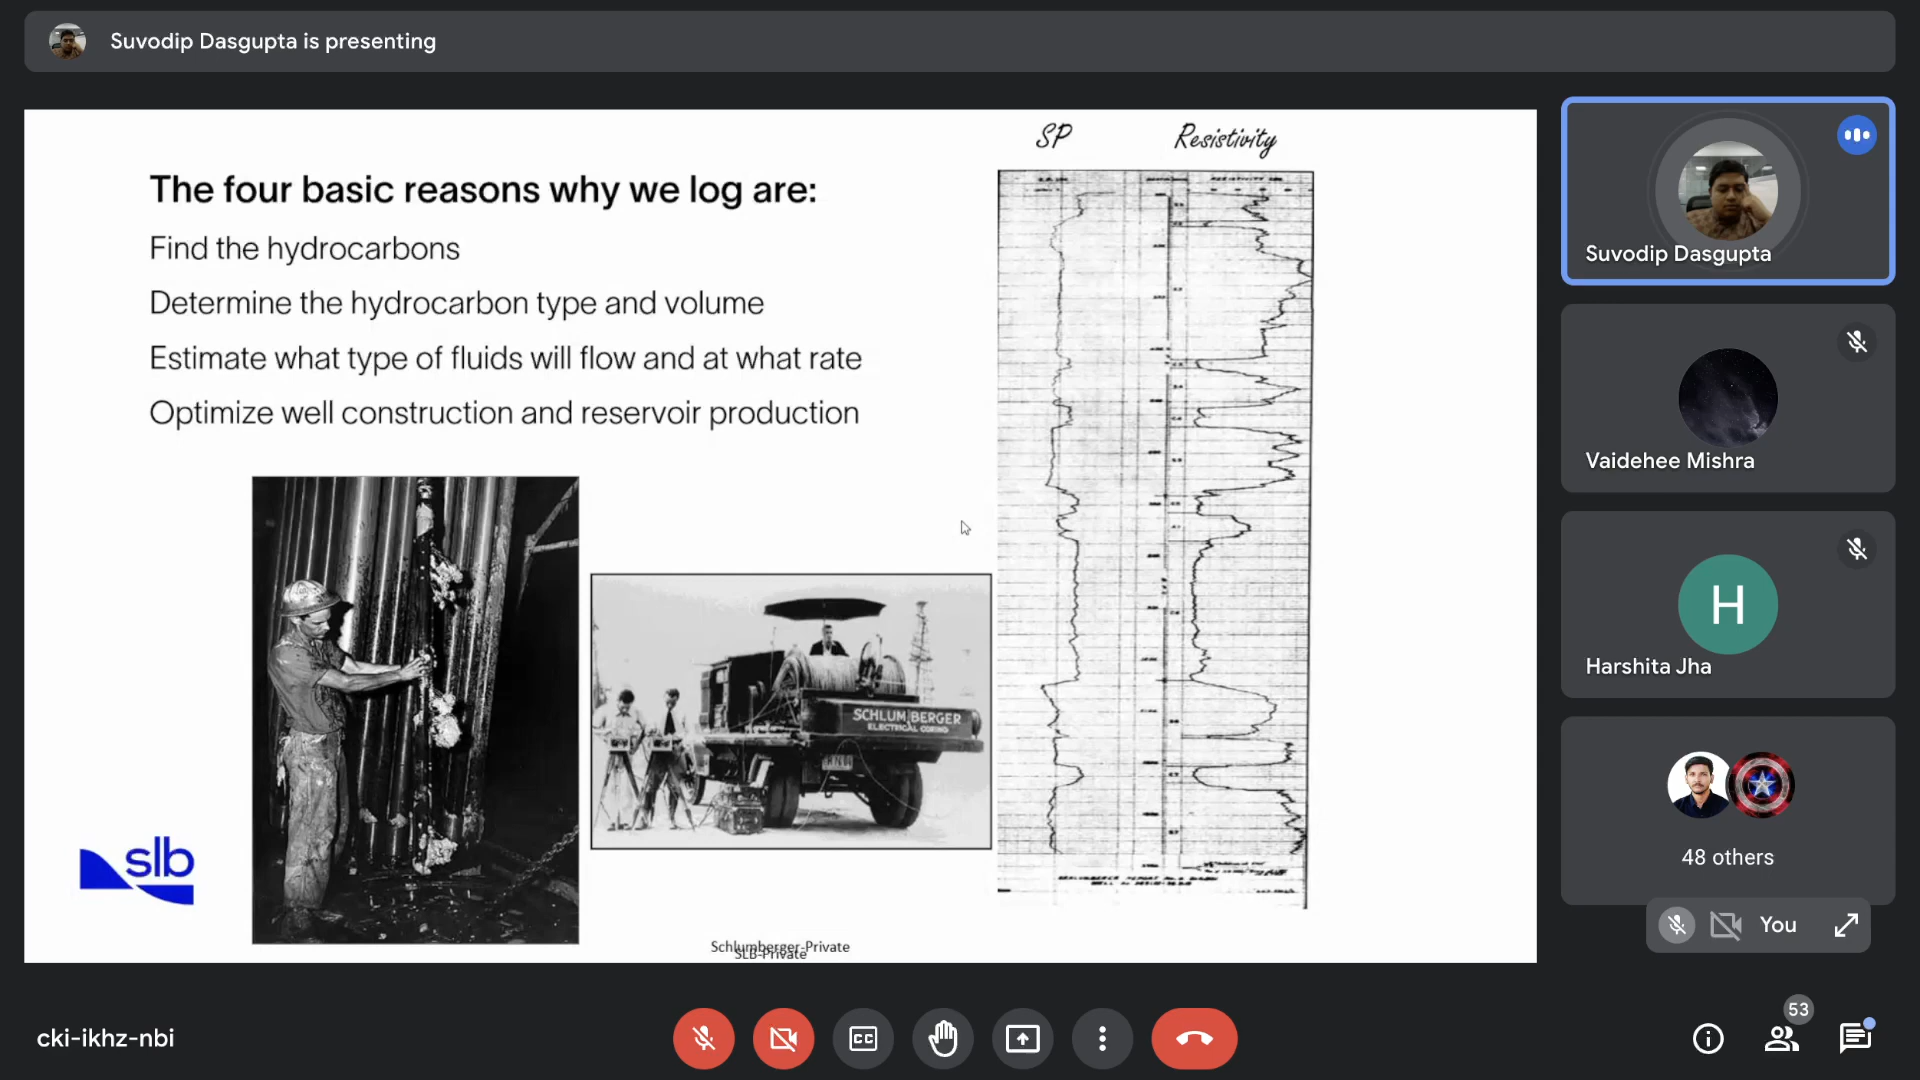 Suvodip Dasgupta is presenting
SP
Resistivity
The four basic reasons why we log are:
Find the hydrocarbons
Determine the hydrocarbon type and volume
Estimate what type of fluids will flow and at what rate
Optimize well construction and reservoir production
SCHLUMBERGER
ELECTRICAL CORING
slb
Schlumberger-Private
SLB-Private
Suvodip Dasgupta
Vaidehee Mishra
H
Harshita Jha
48 others
You
cki-ikhz-nbi
CC
53